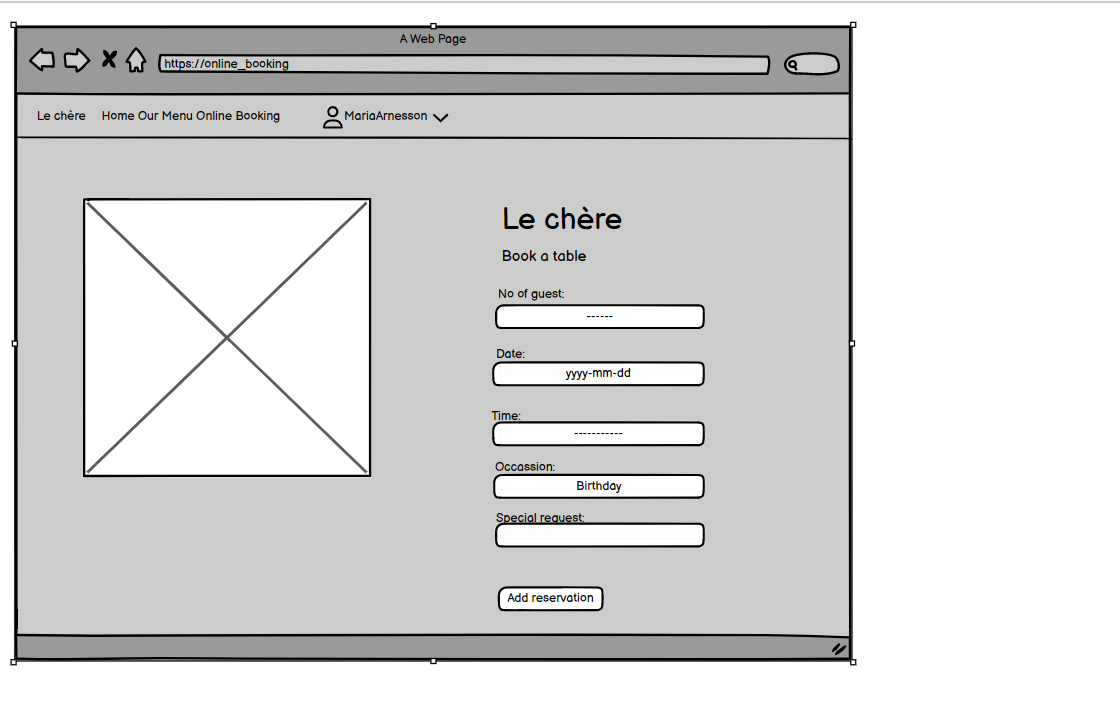 A Web Page
https://online_booking
Le chère Home Our Menu Online Booking MariaArnesson
Le chère
Book a table
No of guest:
------
Date:
yyyy-mm-dd
Time:
-----------
Occassion:
Birthday
Special request:
Add reservation